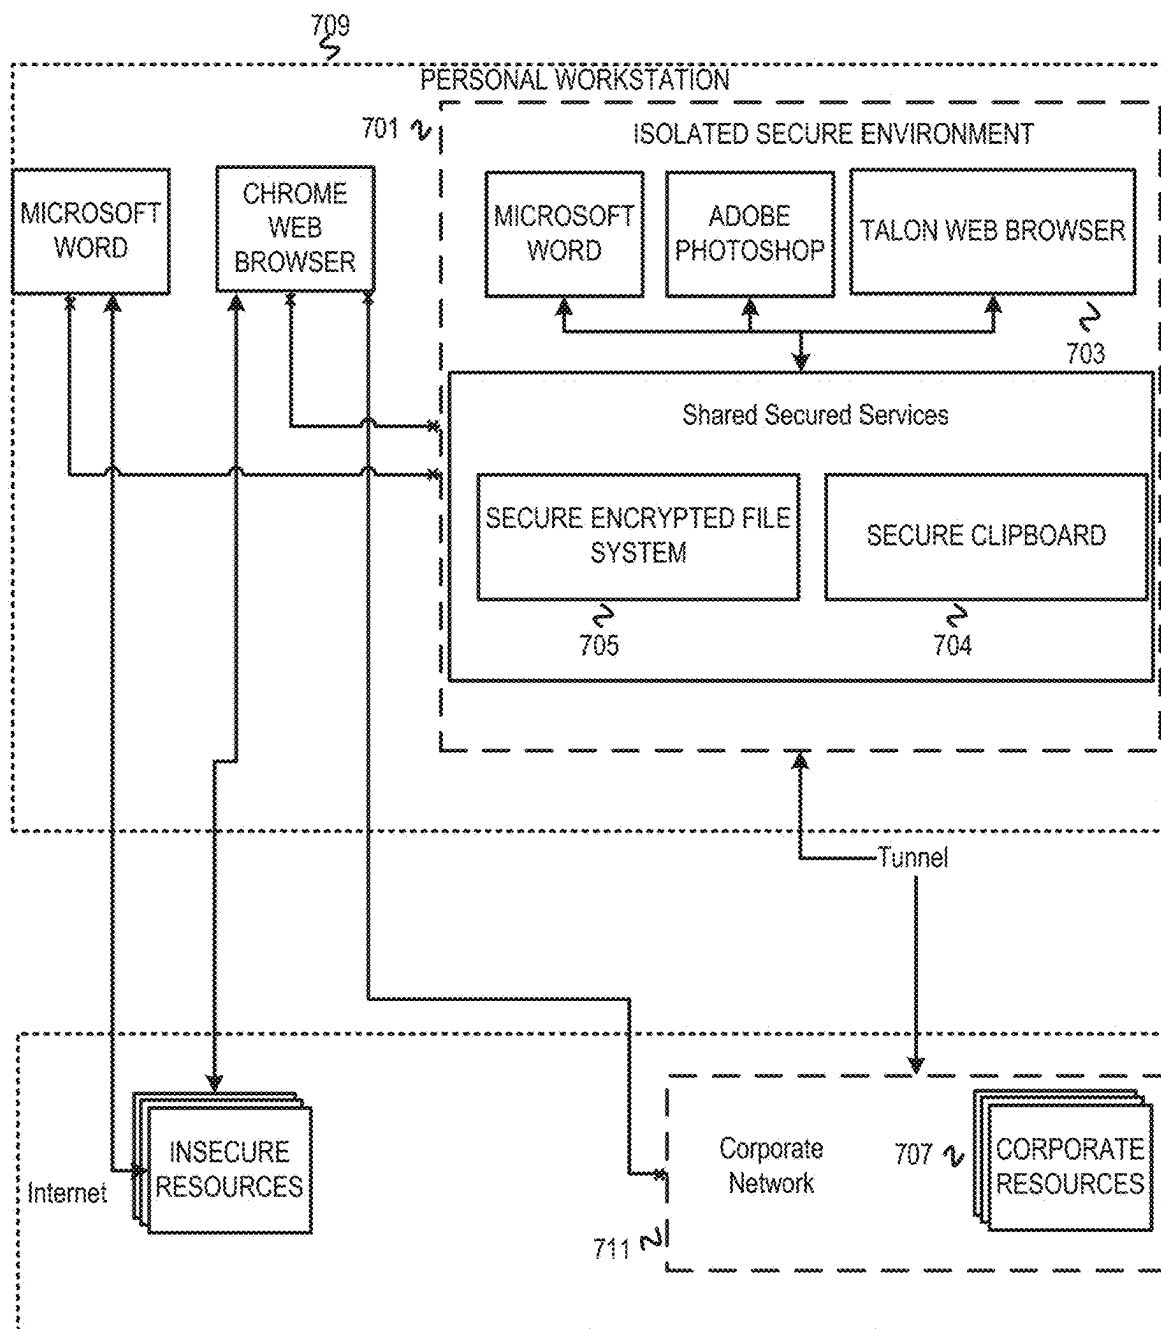 709
PERSONAL WORKSTATION
701
ISOLATED SECURE ENVIRONMENT
MICROSOFT
WORD
CHROME
WEB
BROWSER
MICROSOFT
WORD
ADOBE
PHOTOSHOP
TALON WEB BROWSER
703
Shared Secured Services
SECURE ENCRYPTED FILE
SYSTEM
SECURE CLIPBOARD
705
704
Tunnel
INSECURE
RESOURCES
Internet
Corporate
Network
707
CORPORATE
RESOURCES
711